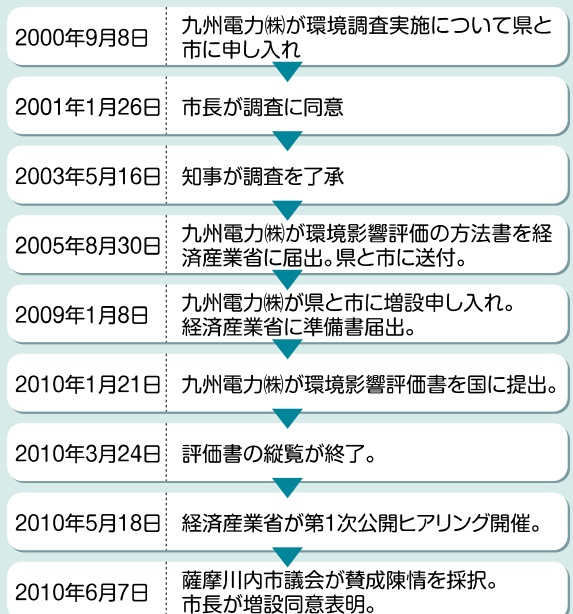 2000年9月8日
九州電力㈱が環境調査実施について県と
市に申し入れ
2001年1月26日
市長が調査に同意
2003年5月16日
知事が調査を了承
2005年8月30日
九州電力㈱が環境影響評価の方法書を経
済産業省に届出。県と市に送付。
2009年1月8日
九州電力㈱が県と市に増設申し入れ。
経済産業省に準備書届出。
2010年1月21日
九州電力㈱が環境影響評価書を国に提出。
2010年3月24日
評価書の縦覧が終了。
2010年5月18日
経済産業省が第1次公開ヒアリング開催。
2010年6月7日
薩摩川内市議会が賛成陳情を採択。
市長が増設同意表明。